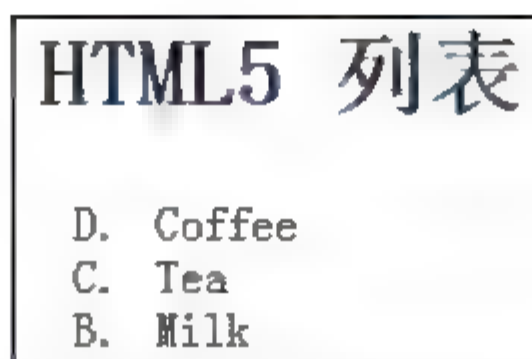 HTML5 列表
D. Coffee
C. Tea
B. Milk